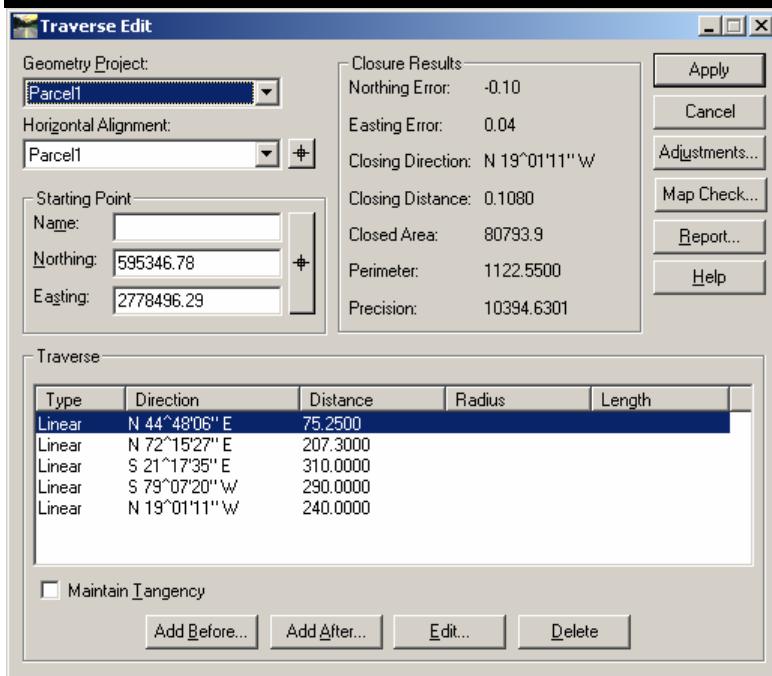 Traverse Edit
Geometry Project:
Parcel1
Horizontal Alignment:
Parcel1
Starting Point
Name:
Northing: 595346.78
Easting: 2778496.29
Closure Results
Northing Error: -0.10
Easting Error: 0.04
Closing Direction: N 19^01'11" W
Closing Distance: 0.1080
Closed Area: 80793.9
Perimeter: 1122.5500
Precision: 10394.6301
Apply
Cancel
Adjustments...
Map Check...
Report...
Help
Traverse
Type Direction Distance Radius Length
Linear N 44^48'06" E 75.2500
Linear N 72^15'27" E 207.3000
Linear S 21^17'35" E 310.0000
Linear S 79^07'20" W 290.0000
Linear N 19^01'11" W 240.0000
Maintain Tangency
Add Before... Add After... Edit... Delete